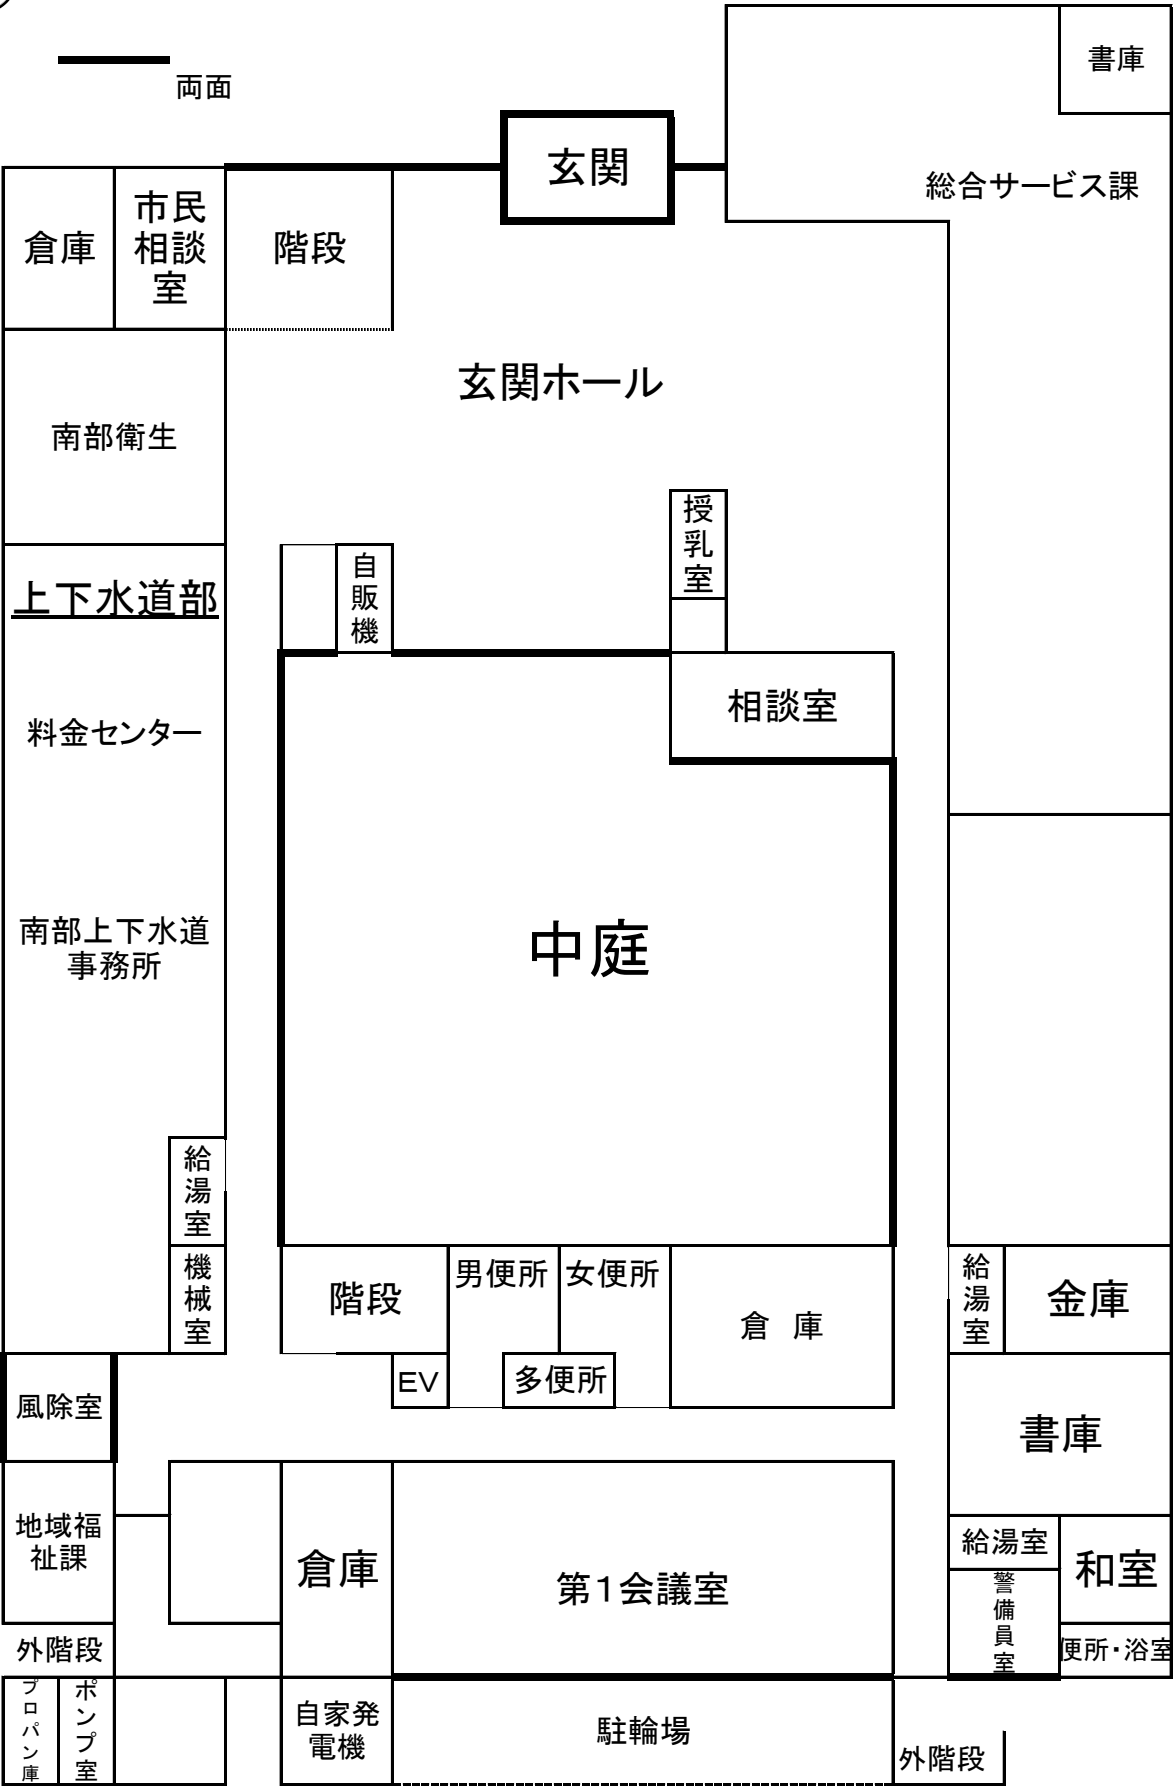 両面
書庫
玄関
総合サービス課
倉庫
市民
相談
室
階段
玄関ホール
南部衛生
授乳室
自販機
上下水道部
相談室
料金センター
南部上下水道
事務所
中庭
給湯室
機械室
階段
男便所
女便所
倉　庫
給湯室
金庫
EV
多便所
風除室
書庫
地域福
祉課
倉庫
第１会議室
給湯室
和室
警備員室
外階段
便所・浴室
プロパン庫
ポンプ室
自家発
電機
駐輪場
外階段